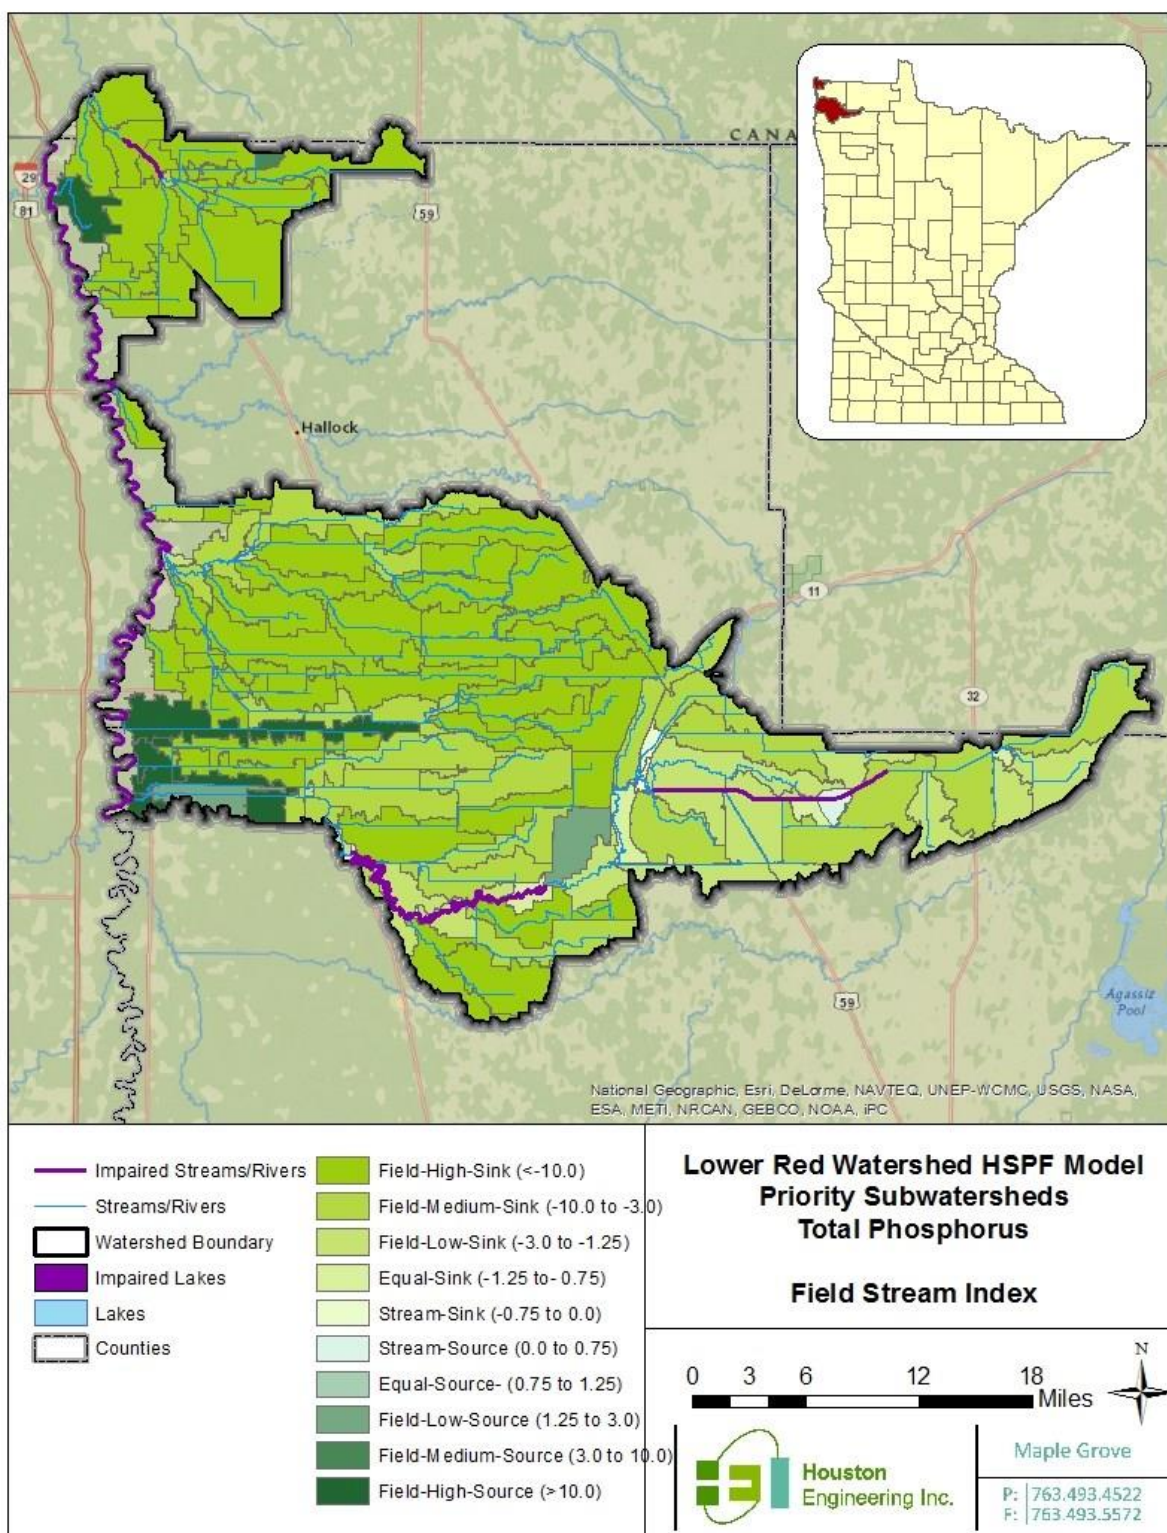 CANA
29
81
59
Hallock
11
32
59
Agassiz
Pool
National Geographic, Esri, DeLorme, NAVTEQ, UNEP-WCMC, USGS, NASA,
ESA, METI, NRCAN, GEBCO, NOAA, iPC
Impaired Streams/Rivers
Streams/Rivers
Watershed Boundary
Impaired Lakes
Lakes
Counties
Field-High-Sink (<-10.0)
Field-Medium-Sink (-10.0 to -3.0)
Field-Low-Sink (-3.0 to -1.25)
Equal-Sink (-1.25 to- 0.75)
Stream-Sink (-0.75 to 0.0)
Stream-Source (0.0 to 0.75)
Equal-Source- (0.75 to 1.25)
Field-Low-Source (1.25 to 3.0)
Field-Medium-Source (3.0 to 10.0)
Field-High-Source (>10.0)
Lower Red Watershed HSPF Model
Priority Subwatersheds
Total Phosphorus
Field Stream Index
0 3 6 12 18
Miles
N
Houston
Engineering Inc.
Maple Grove
P: 763.493.4522
F: 763.493.5572